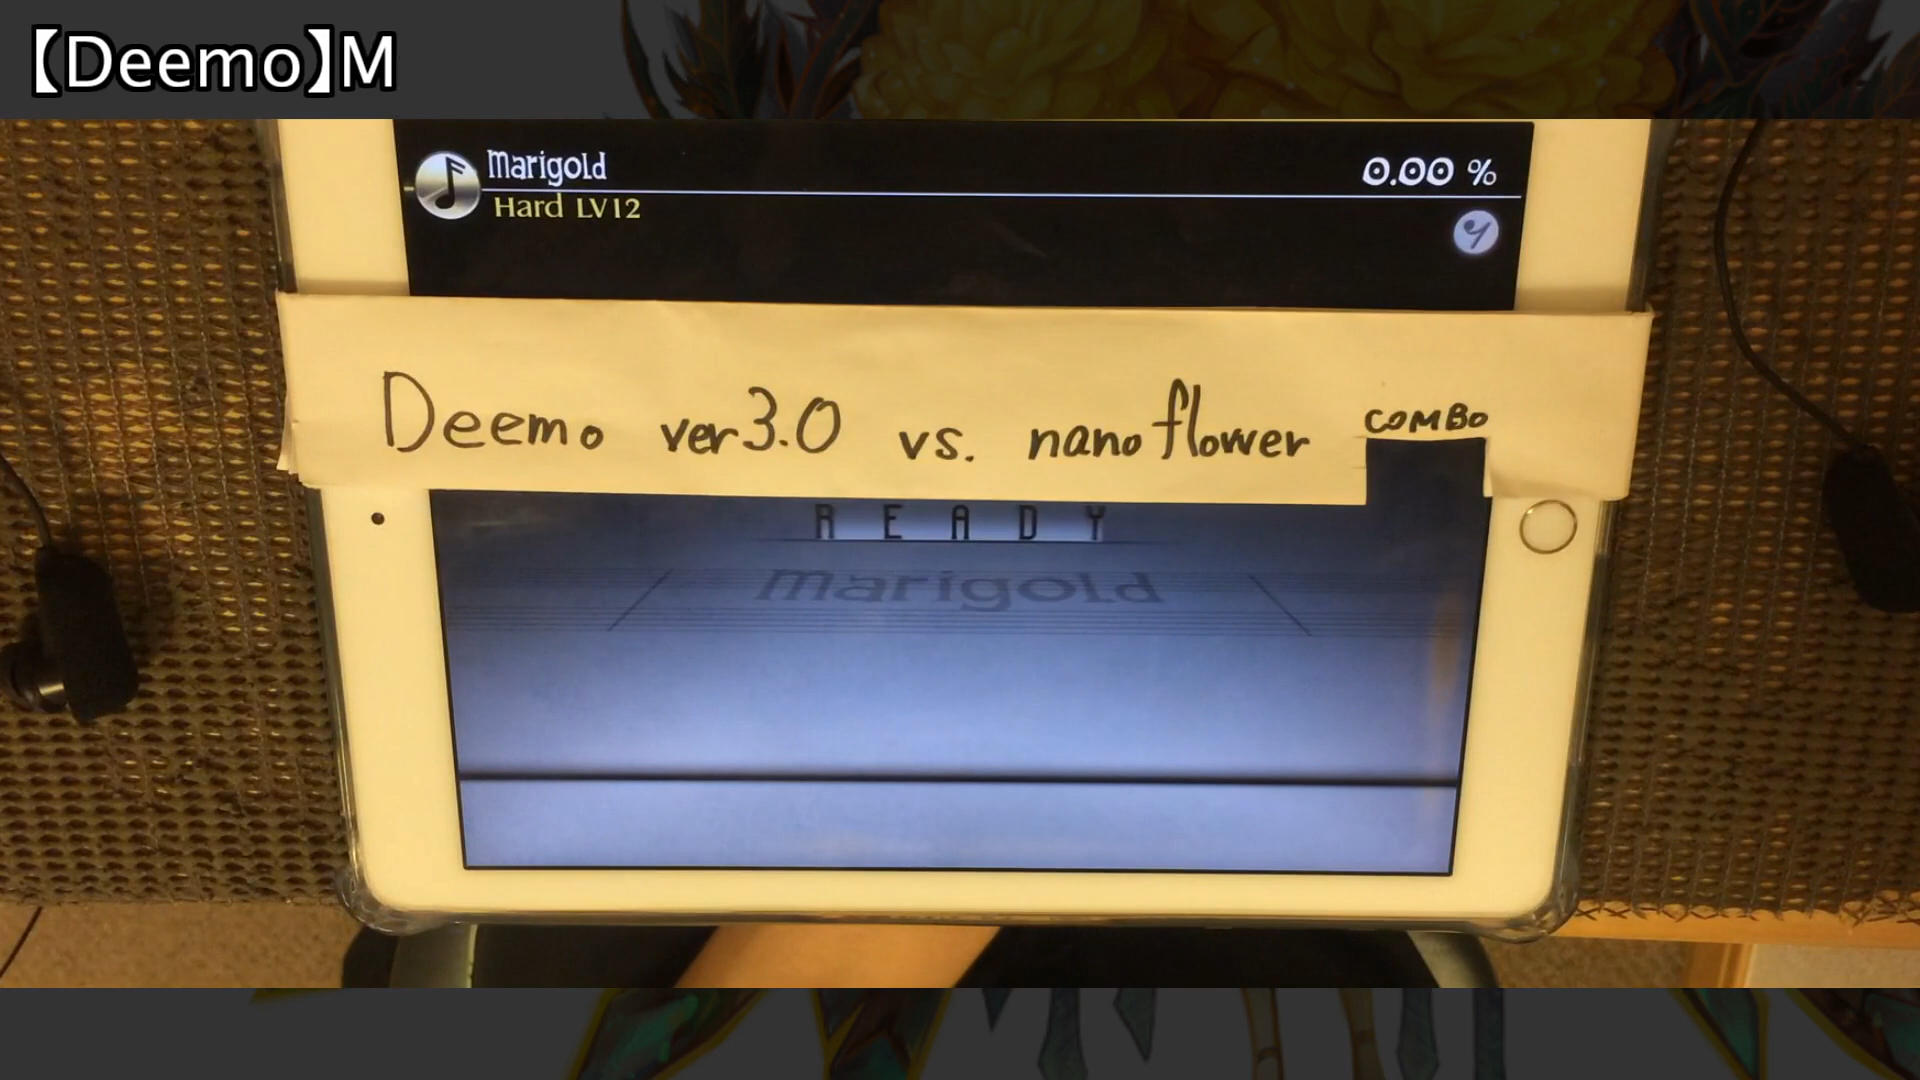 【Deemo】M
marigold
0.00 %
Hard LV12
Deemo ver3.0 vs. nanoflower
COMBO
READY
marigold